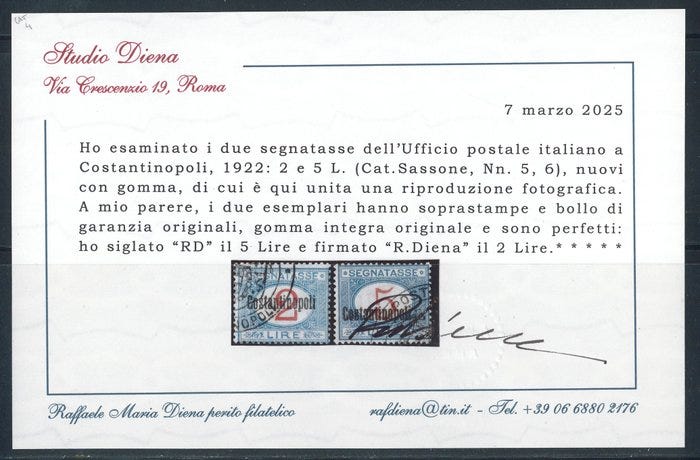 Studio Diena
Via Crescenzio 19, Roma
7 marzo 2025
Ho esaminato i due segnatasse dell'Ufficio postale italiano a
Costantinopoli, 1922: 2 e 5 L. (Cat.Sassone, Nn. 5, 6), nuovi
con gomma, di cui è qui unita una riproduzione fotografica.
A mio parere, i due esemplari hanno soprastampe e bollo di
garanzia originali, gomma integra originale e sono perfetti:
ho siglato "RD" il 5 Lire e firmato "R.Diena" il 2 Lire.* * * * *
SEGNATASSE
Costantinopoli
2
LIRE
SEGNATASSE
Costantinopoli
5
Raffaele Maria Diena perito filatelico
rafdiena@tin.it - Tel. +39 06 6880 2176